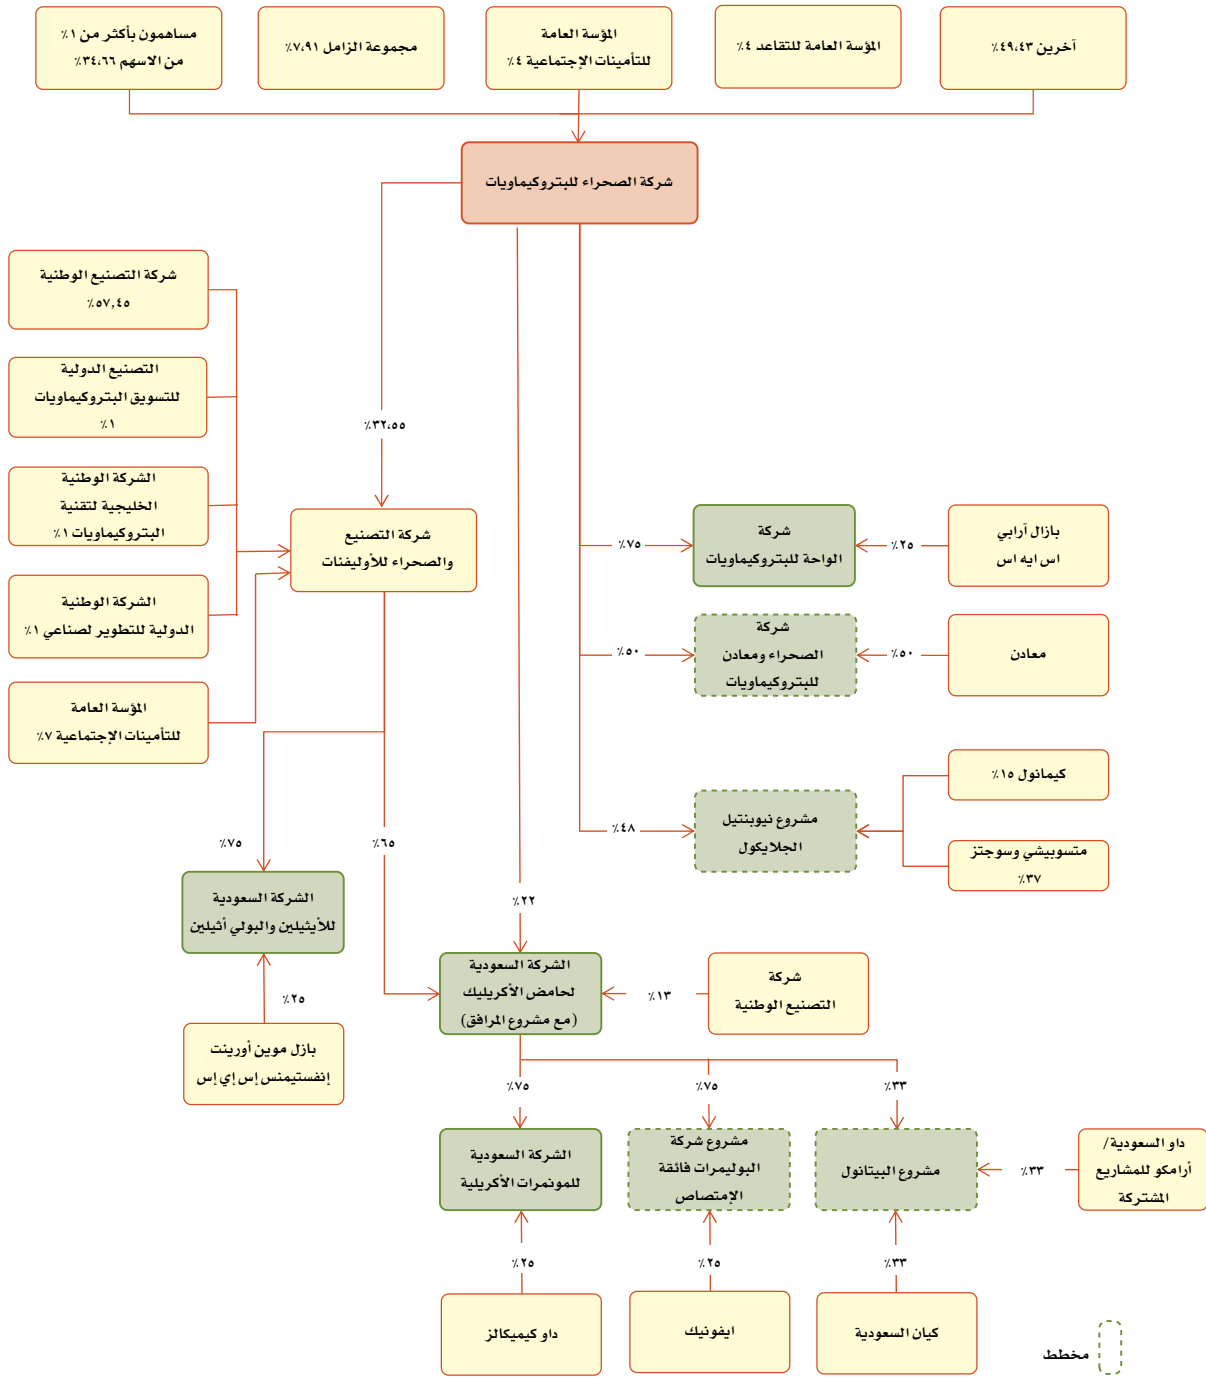 آخرين ٤٩،٤٣٪
المؤسة العامة للتقاعد ٤٪
المؤسة العامة
للتأمينات الإجتماعية ٤٪
مجموعة الزامل ٧،٩١٪
مساهمون بأكثر من ١٪
من الاسهم ٣٤،٦٦٪
شركة الصحراء للبتروكيماويات
شركة التصنيع الوطنية
٥٧,٤٥٪
التصنيع الدولية
للتسويق البتروكيماويات
١٪
الشركة الوطنية
الخليجية لتقنية
البتروكيماويات ١٪
الشركة الوطنية
الدولية للتطوير لصناعي ١٪
المؤسة العامة
للتأمينات الإجتماعية ٧٪
٣٢،٥٥٪
شركة التصنيع
والصحراء للأوليفنات
بازال آرابي
اس ايه اس
٢٥٪
شركة
الواحة للبتروكيماويات
٧٥٪
معادن
٥٠٪
شركة
الصحراء ومعادن
للبتروكيماويات
٥٠٪
كيمانول ١٥٪
متسوبيشي وسوجتز
٣٧٪
مشروع نيوبنتيل
الجلايكول
٤٨٪
٦٥٪
٧٥٪
الشركة السعودية
للأيثيلين والبولي أثيلين
٢٥٪
بازل موين أورينت
إنفستيمنس إس إي إس
٢٢٪
شركة
التصنيع الوطنية
١٣٪
الشركة السعودية
لحامض الأكريليك
(مع مشروع المرافق)
٣٣٪
٧٥٪
٧٥٪
داو السعودية/
أرامكو للمشاريع
المشتركة
٣٣٪
مشروع البيتانول
مشروع شركة
البوليمرات فائقة
الإمتصاص
الشركة السعودية
للمونمرات الأكريلية
٣٣٪
٢٥٪
٢٥٪
كيان السعودية
ايفونيك
داو كيميكالز
مخطط